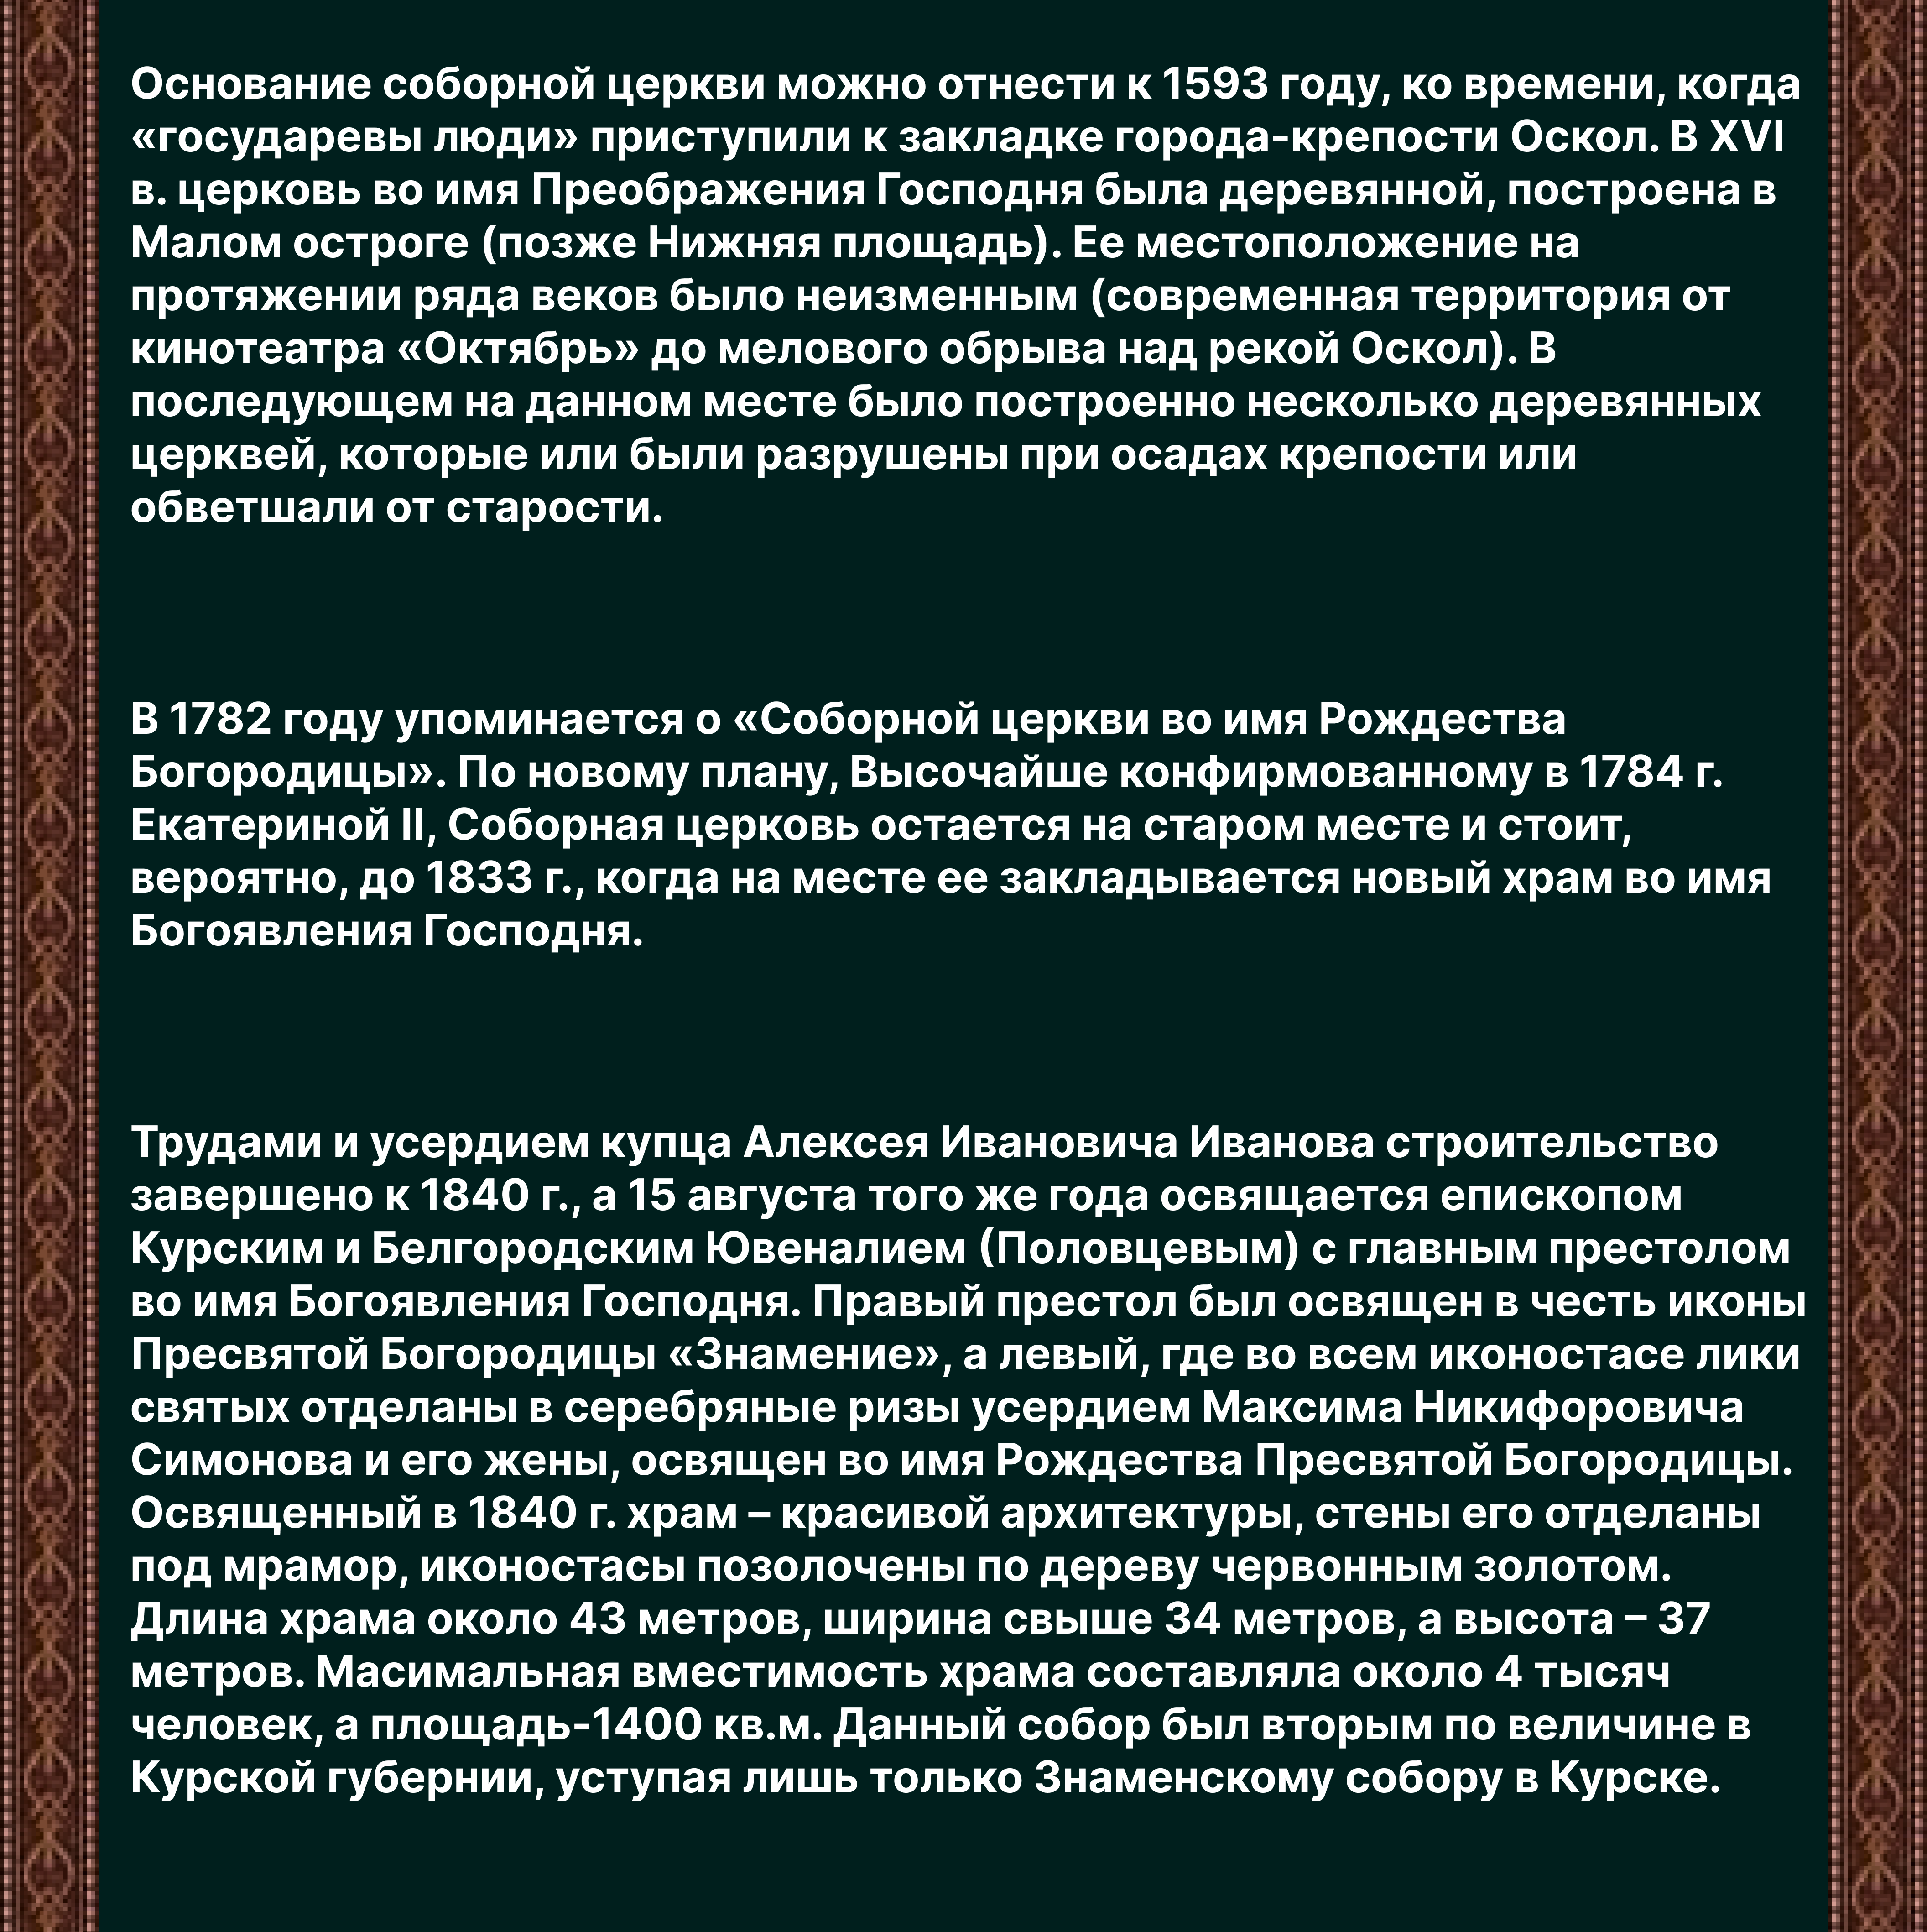 Основание соборной церкви можно отнести к 1593 году, ко времени, когда
«государевы люди» приступили к закладке города-крепости Оскол. В XVI
в. церковь во имя Преображения Господня была деревянной, построена в
Малом остроге (позже Нижняя площадь). Ее местоположение на
протяжении ряда веков было неизменным (современная территория от
кинотеатра «Октябрь» до мелового обрыва над рекой Оскол). В
последующем на данном месте было построенно несколько деревянных
церквей, которые или были разрушены при осадах крепости или
обветшали от старости.
В 1782 году упоминается о «Соборной церкви во имя Рождества
Богородицы». По новому плану, Высочайше конфирмованному в 1784 г.
Екатериной II, Соборная церковь остается на старом месте и стоит,
вероятно, до 1833 г., когда на месте ее закладывается новый храм во имя
Богоявления Господня.
Трудами и усердием купца Алексея Ивановича Иванова строительство
завершено к 1840 г., а 15 августа того же года освящается епископом
Курским и Белгородским Ювеналием (Половцевым) с главным престолом
во имя Богоявления Господня. Правый престол был освящен в честь иконы
Пресвятой Богородицы «Знамение», а левый, где во всем иконостасе лики
святых отделаны в серебряные ризы усердием Максима Никифоровича
Симонова и его жены, освящен во имя Рождества Пресвятой Богородицы.
Освященный в 1840 г. храм – красивой архитектуры, стены его отделаны
под мрамор, иконостасы позолочены по дереву червонным золотом.
Длина храма около 43 метров, ширина свыше 34 метров, а высота – 37
метров. Масимальная вместимость храма составляла около 4 тысяч
человек, а площадь-1400 кв.м. Данный собор был вторым по величине в
Курской губернии, уступая лишь только Знаменскому собору в Курске.